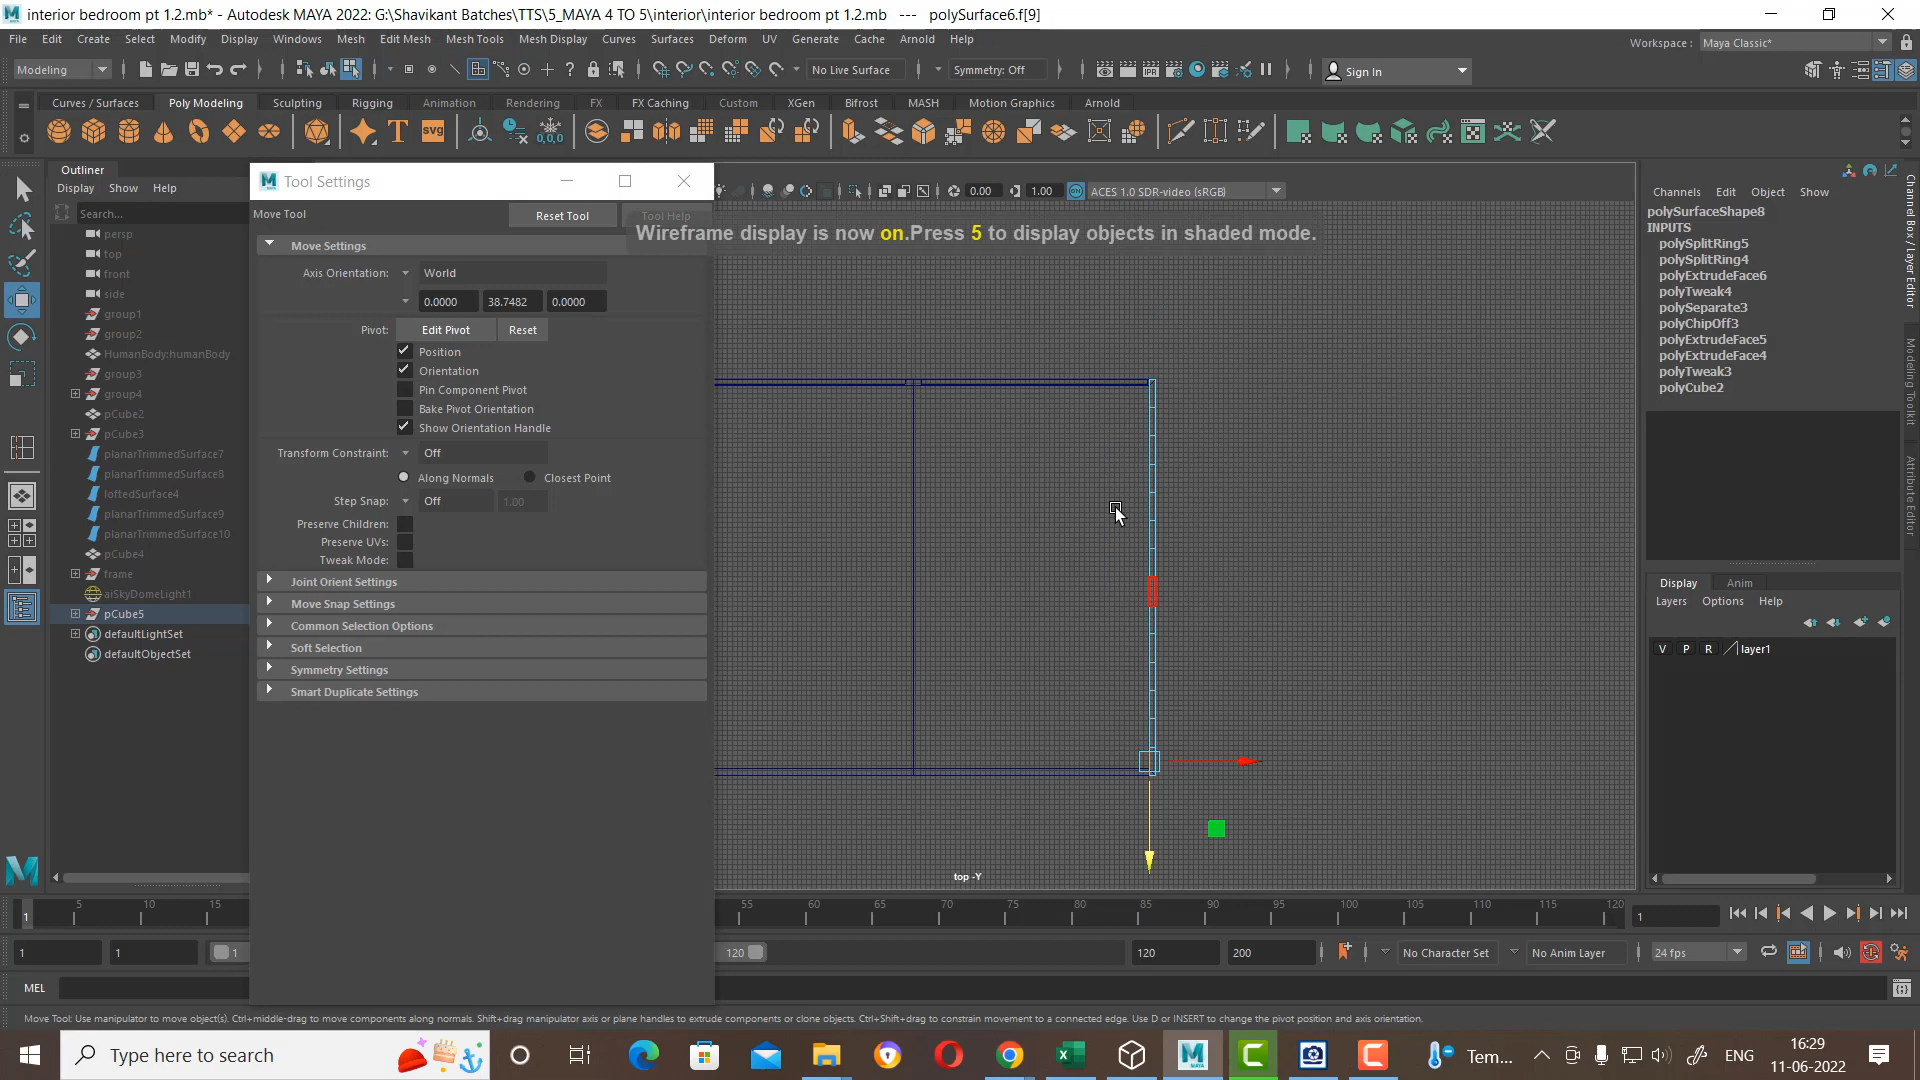 interior bedroom pt 1.2.mb* - Autodesk MAYA 2022: G:\Shavikant Batches\TTS\5_MAYA 4 TO 5\interior\interior bedroom pt 1.2.mb --- polySurface6.f[9]
File Edit Create Select Modify Display Windows Mesh Edit Mesh Mesh Tools Mesh Display Curves Surfaces Deform UV Generate Cache Arnold Help
Workspace : Maya Classic*
Modeling No Live Surface Symmetry: Off Sign In
Curves / Surfaces Poly Modeling Sculpting Rigging Animation Rendering FX FX Caching Custom XGen Bifrost MASH Motion Graphics Arnold
SVG 0,0,0
Outliner
Display Show Help
Search...
persp
top
front
side
group1
group2
HumanBody:humanBody
group3
group4
pCube2
pCube3
planarTrimmedSurface7
planarTrimmedSurface8
loftedSurface4
planarTrimmedSurface9
planarTrimmedSurface10
pCube4
frame
aiSkyDomeLight1
pCube5
defaultLightSet
defaultObjectSet
Tool Settings
Move Tool Reset Tool Tool Help
Move Settings
Axis Orientation: World
0.0000 38.7482 0.0000
Pivot: Edit Pivot Reset
Position
Orientation
Pin Component Pivot
Bake Pivot Orientation
Show Orientation Handle
Transform Constraint: Off
Along Normals Closest Point
Step Snap: Off 1.00
Preserve Children:
Preserve UVs:
Tweak Mode:
Joint Orient Settings
Move Snap Settings
Common Selection Options
Soft Selection
Symmetry Settings
Smart Duplicate Settings
0.00 1.00 ACES 1.0 SDR-video (sRGB)
Wireframe display is now on.Press 5 to display objects in shaded mode.
top -Y
Channels Edit Object Show
polySurfaceShape8
INPUTS
polySplitRing5
polySplitRing4
polyExtrudeFace6
polyTweak4
polySeparate3
polyChipOff3
polyExtrudeFace5
polyExtrudeFace4
polyTweak3
polyCube2
Display Anim
Layers Options Help
V P R layer1
Channel Box / Layer Editor
Modeling Toolkit
Attribute Editor
1 5 10 15 55 60 65 70 75 80 85 90 95 100 105 110 115 120 1
1 1 1 120 120 200 No Character Set No Anim Layer 24 fps
MEL
Move Tool: Use manipulator to move object(s). Ctrl+middle-drag to move components along normals. Shift+drag manipulator axis or plane handles to extrude components or clone objects. Ctrl+Shift+drag to constrain movement to a connected edge. Use D or INSERT to change the pivot position and axis orientation.
Type here to search
Tem... ENG
16:29
11-06-2022